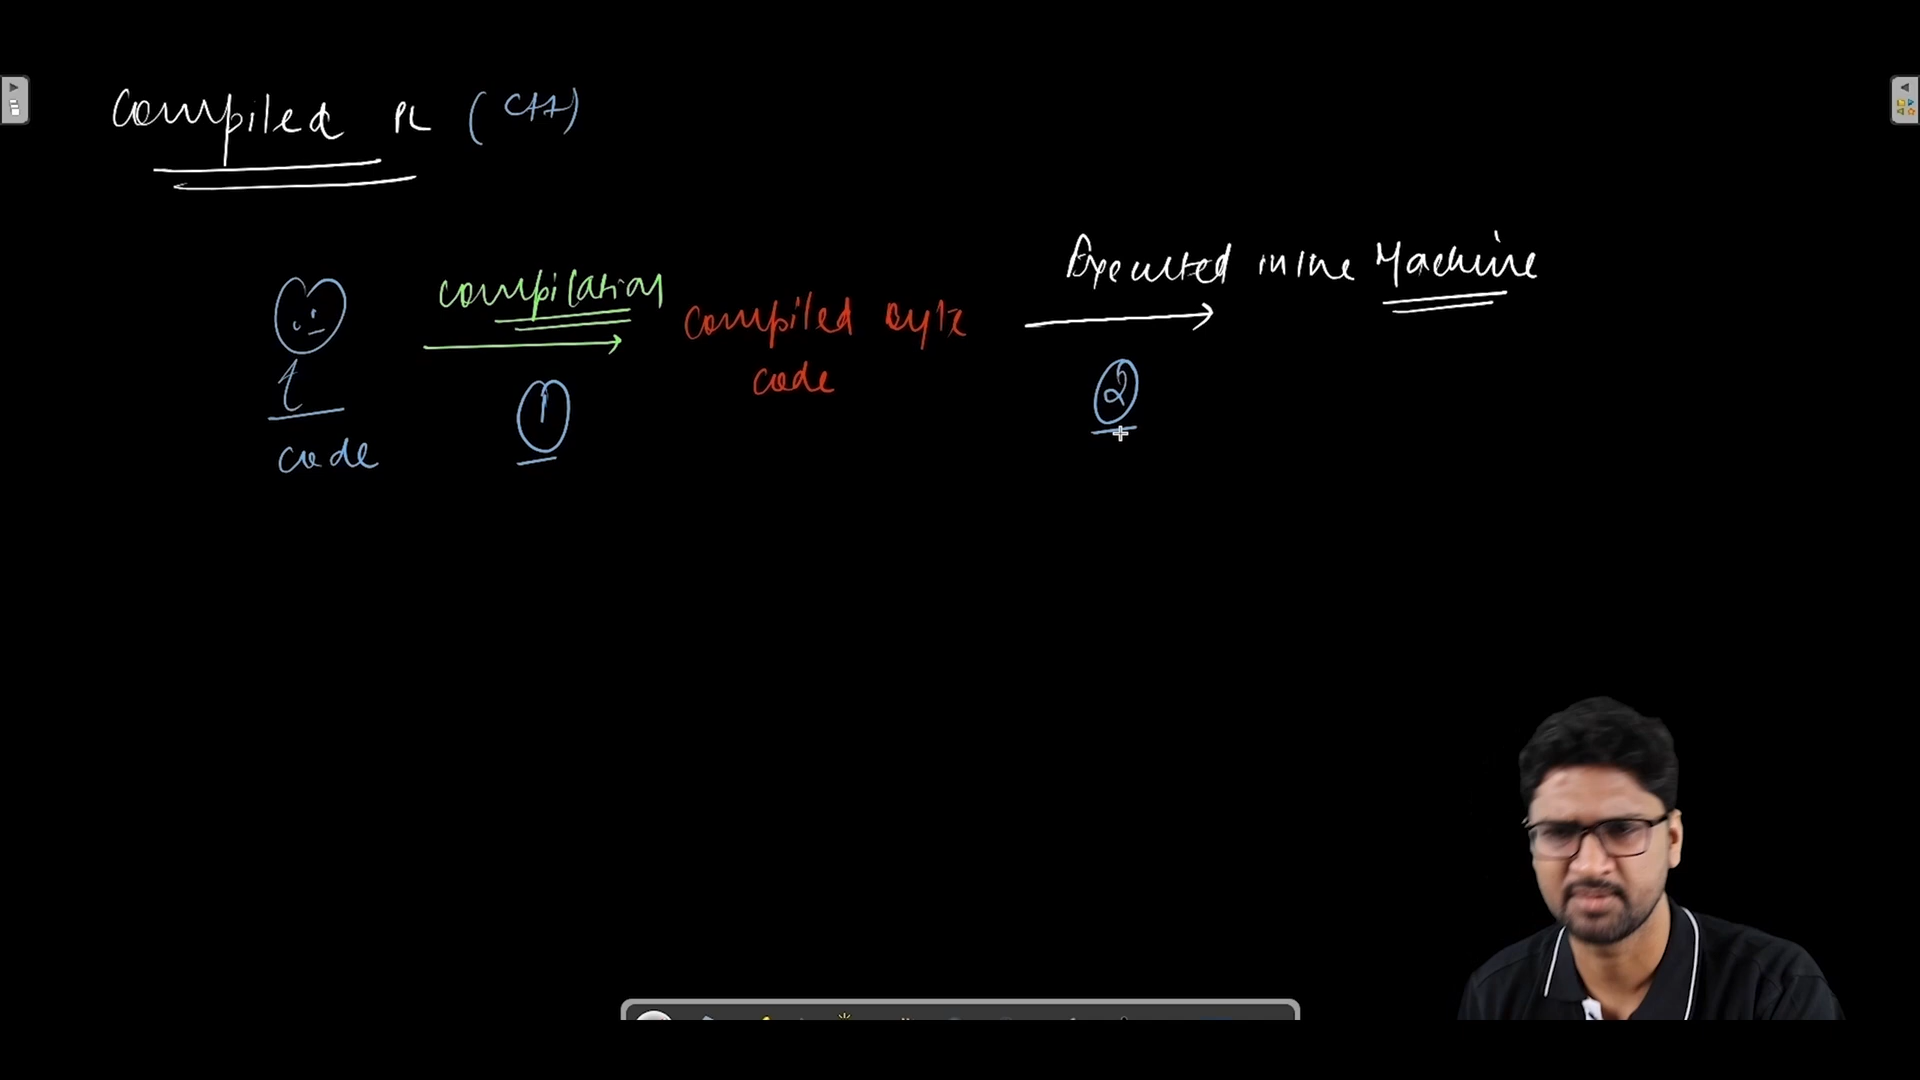 Compiled PL (C++)
Executed in the Machine
compilation
compiled byte
code
1
2
code